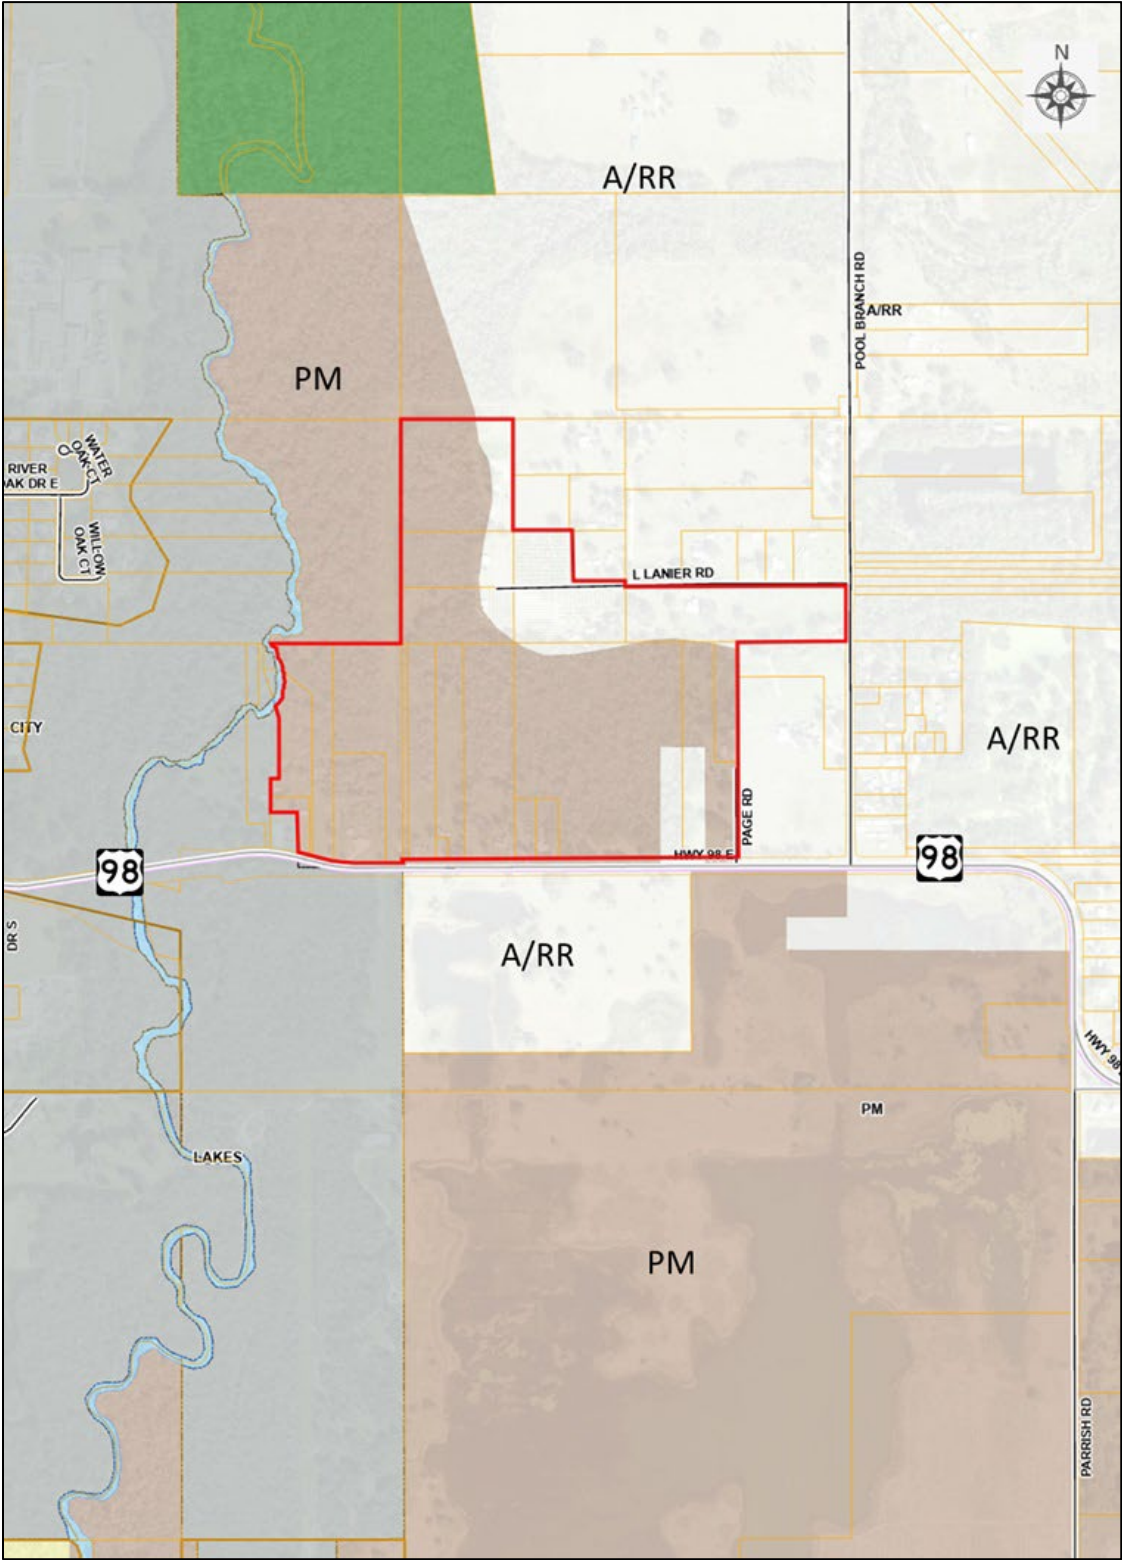 N
A/RR
POOL BRANCH RD
A/RR
PM
WATER
OAK CT
RIVER
OAK DR E
WILLOW
OAK CT
L LANIER RD
CITY
A/RR
PAGE RD
HWY 98 E
98
98
DR S
A/RR
HWY 98
PM
LAKES
PM
PARRISH RD